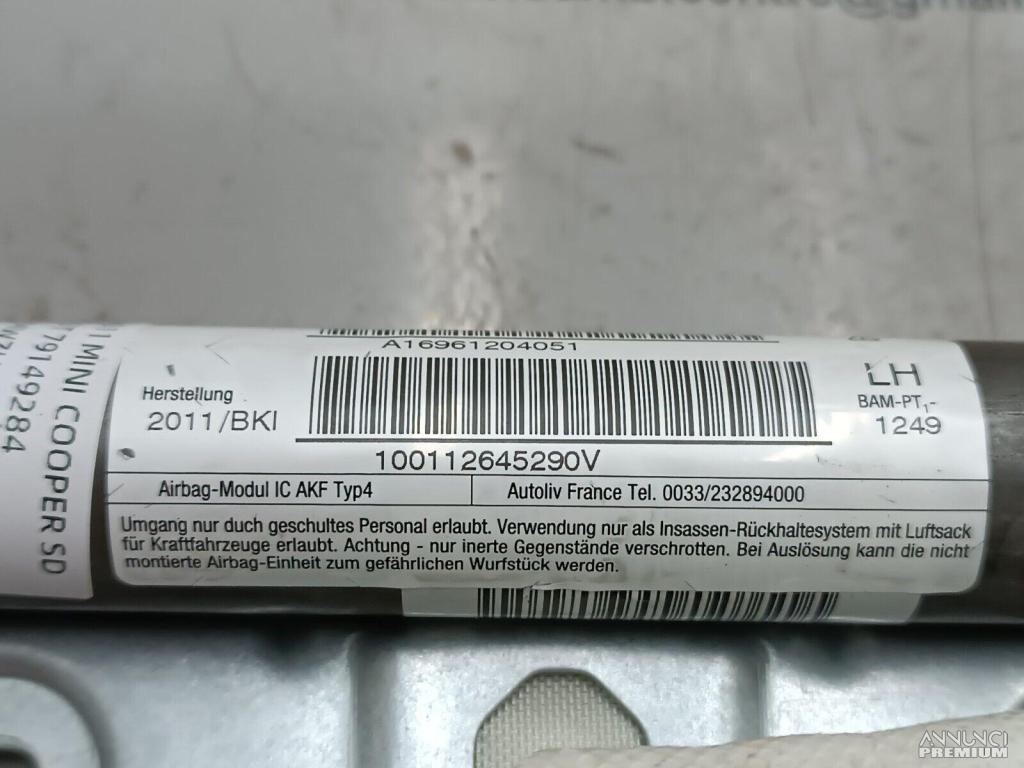 A16961204051
Herstellung
2011/BKI
LH
BAM-PT₁-
1249
100112645290V
Airbag-Modul IC AKF Typ4
Autoliv France Tel. 0033/232894000
Umgang nur duch geschultes Personal erlaubt. Verwendung nur als Insassen-Rückhaltesystem mit Luftsack
für Kraftfahrzeuge erlaubt. Achtung - nur inerte Gegenstände verschrotten. Bei Auslösung kann die nicht
montierte Airbag-Einheit zum gefährlichen Wurfstück werden.
MINI COOPER SD
79149284
ANNUNCI
PREMIUM